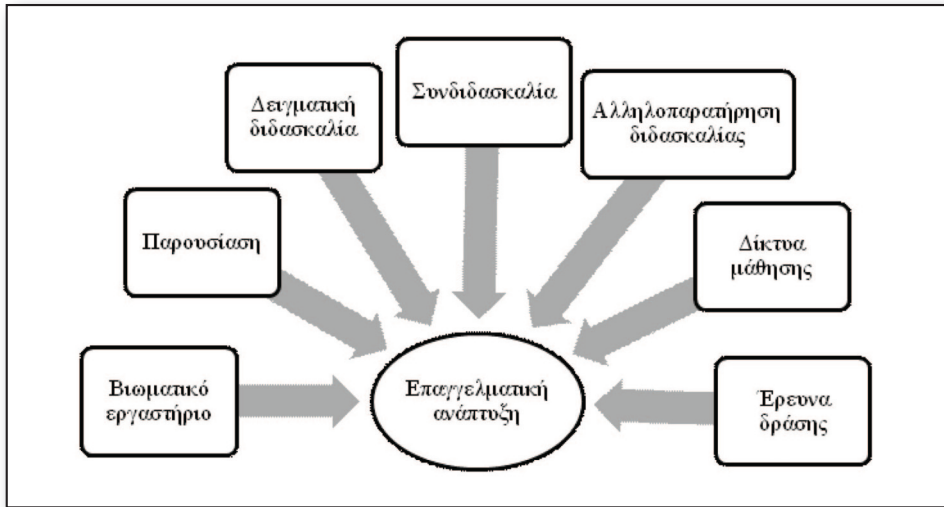 Βιωματικό
εργαστήριο
Παρουσίαση
Δειγματική
διδασκαλία
Συνδιδασκαλία
Αλληλοπαρατήρηση
διδασκαλίας
Δίκτυα
μάθησης
Έρευνα
δράσης
Επαγγελματική
ανάπτυξη